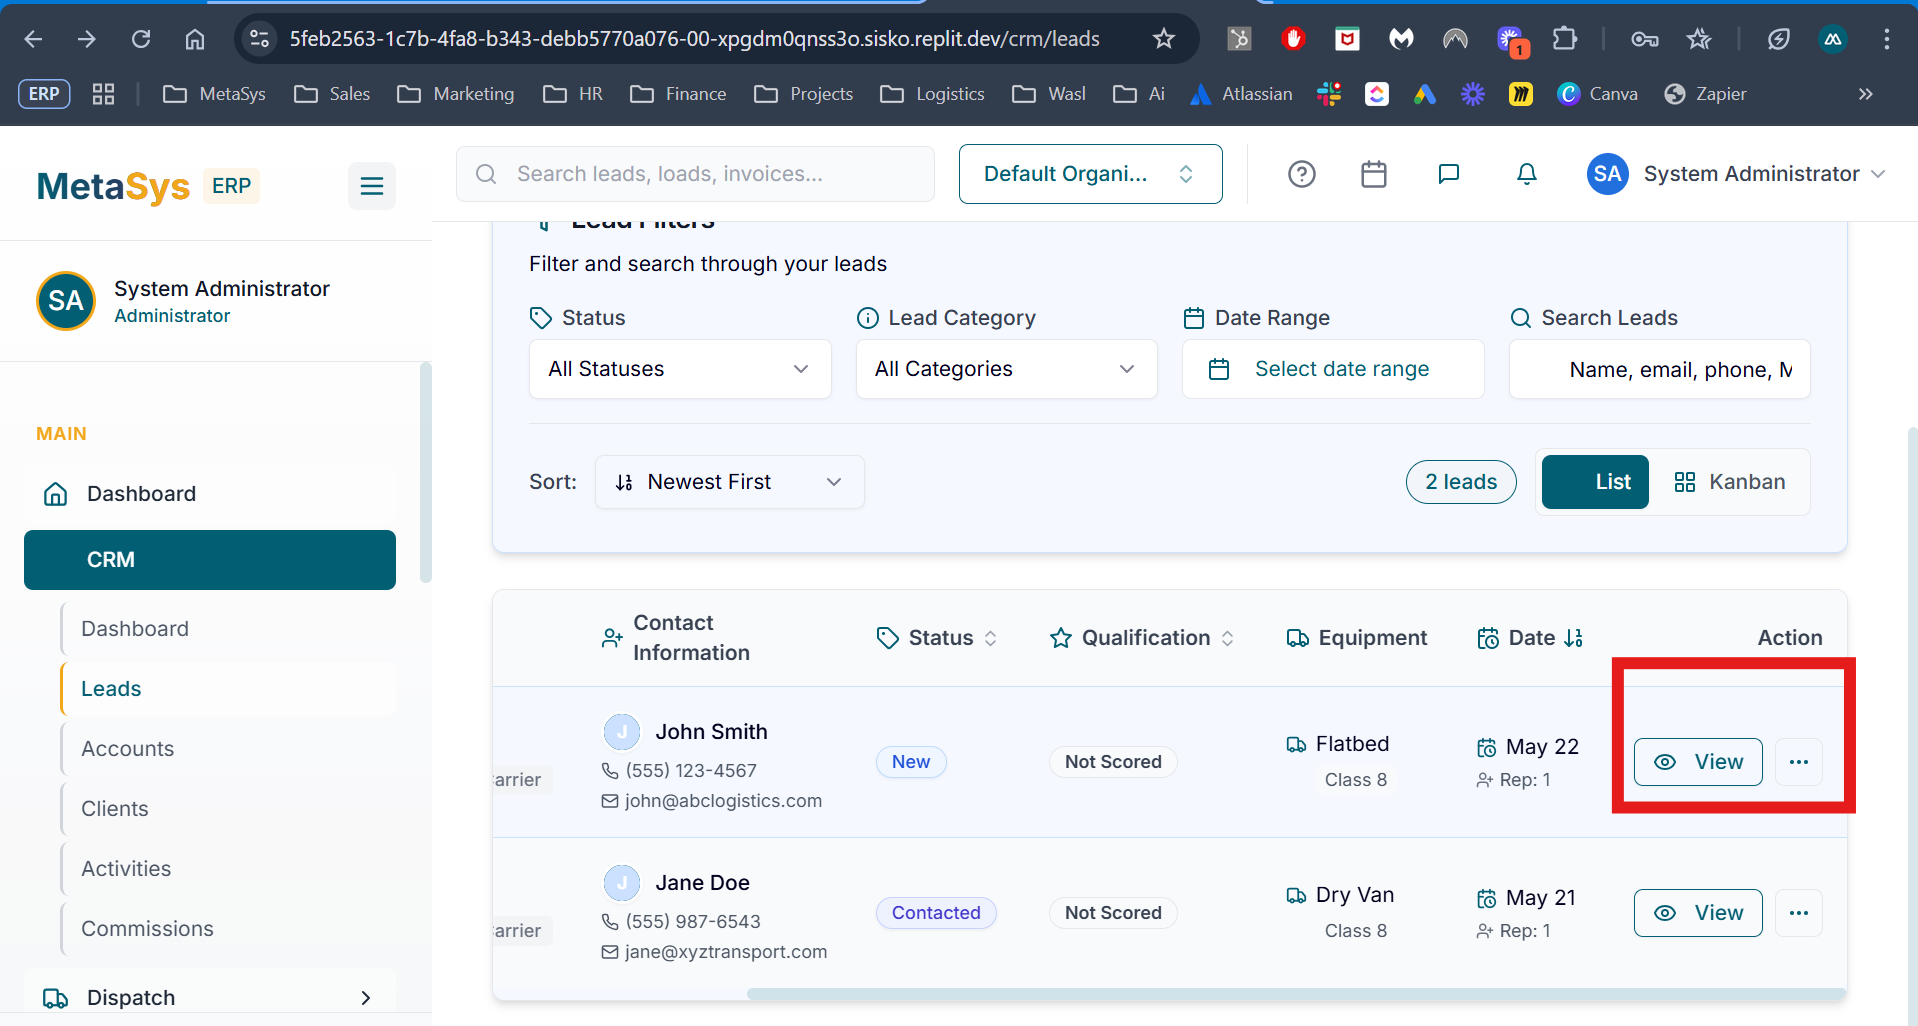 5feb2563-1c7b-4fa8-b343-debb5770a076-00-xpgdm0qnss3o.sisko.replit.dev/crm/leads
1
ERP
MetaSys
Sales
Marketing
HR
Finance
Projects
Logistics
Wasl
Ai
Atlassian
Canva
Zapier
MetaSys ERP
Search leads, loads, invoices...
Default Organi...
SA System Administrator
SA
System Administrator
Administrator
MAIN
Dashboard
CRM
Dashboard
Leads
Accounts
Clients
Activities
Commissions
Dispatch
Lead Filters
Filter and search through your leads
Status
All Statuses
Lead Category
All Categories
Date Range
Select date range
Search Leads
Name, email, phone, M
Sort: Newest First
2 leads
List
Kanban
Contact
Information
Status
Qualification
Equipment
Date
Action
arrier
J John Smith
(555) 123-4567
john@abclogistics.com
New
Not Scored
Flatbed
Class 8
May 22
Rep: 1
View
arrier
J Jane Doe
(555) 987-6543
jane@xyztransport.com
Contacted
Not Scored
Dry Van
Class 8
May 21
Rep: 1
View